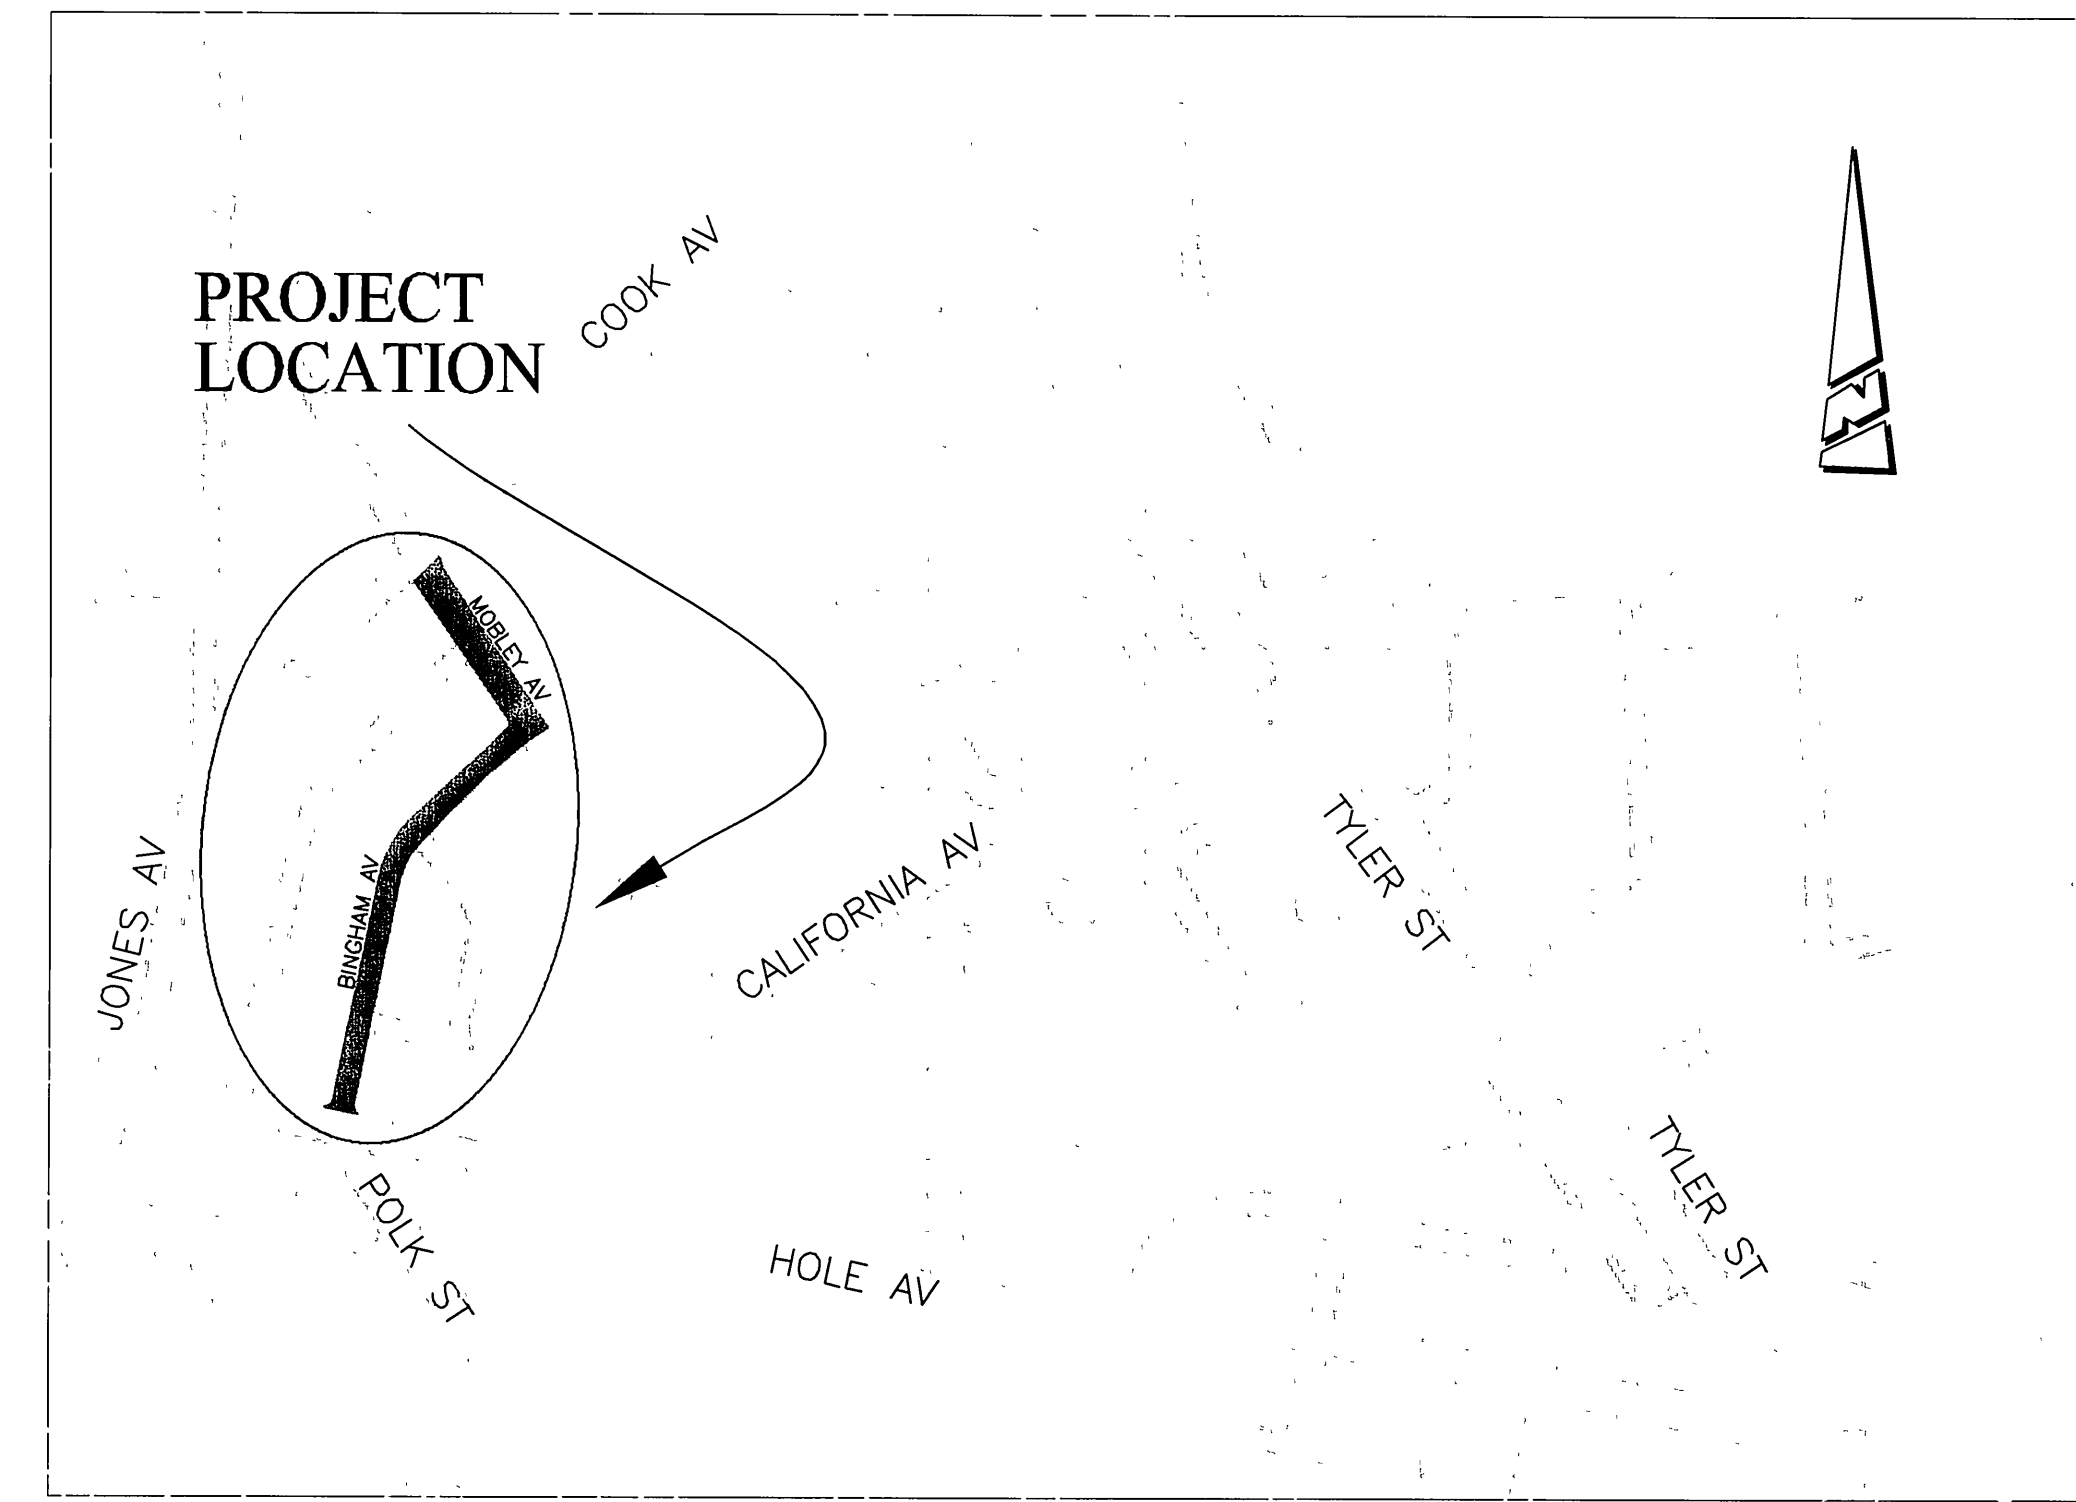 PROJECT
LOCATION
COOK AV
N
MOBLEY AV
BINGHAM AV
JONES AV
CALIFORNIA AV
TYLER ST
TYLER ST
POLK ST
HOLE AV